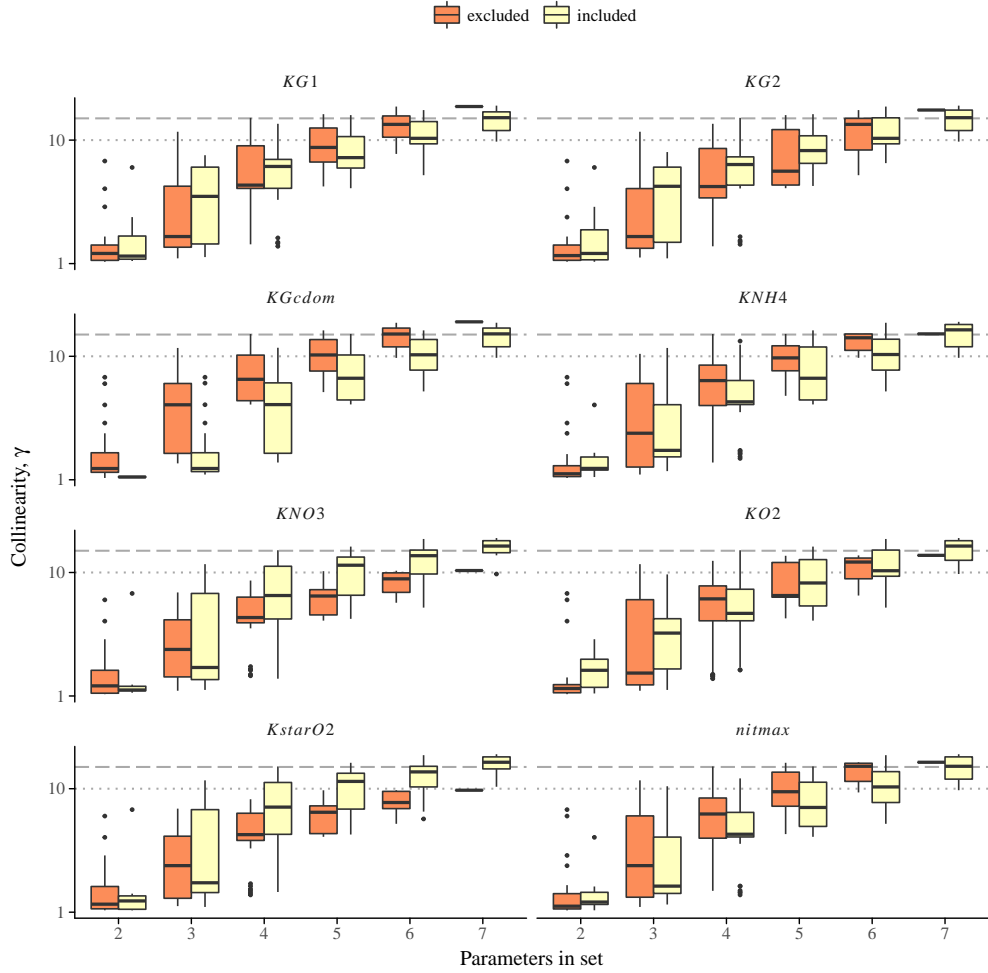 excluded included
KG1 KG2
10
1
KGcdom KNH4
10
1
Collinearity, γ
KNO3 KO2
10
1
KstarO2 nitmax
10
1
2 3 4 5 6 7 2 3 4 5 6 7
Parameters in set